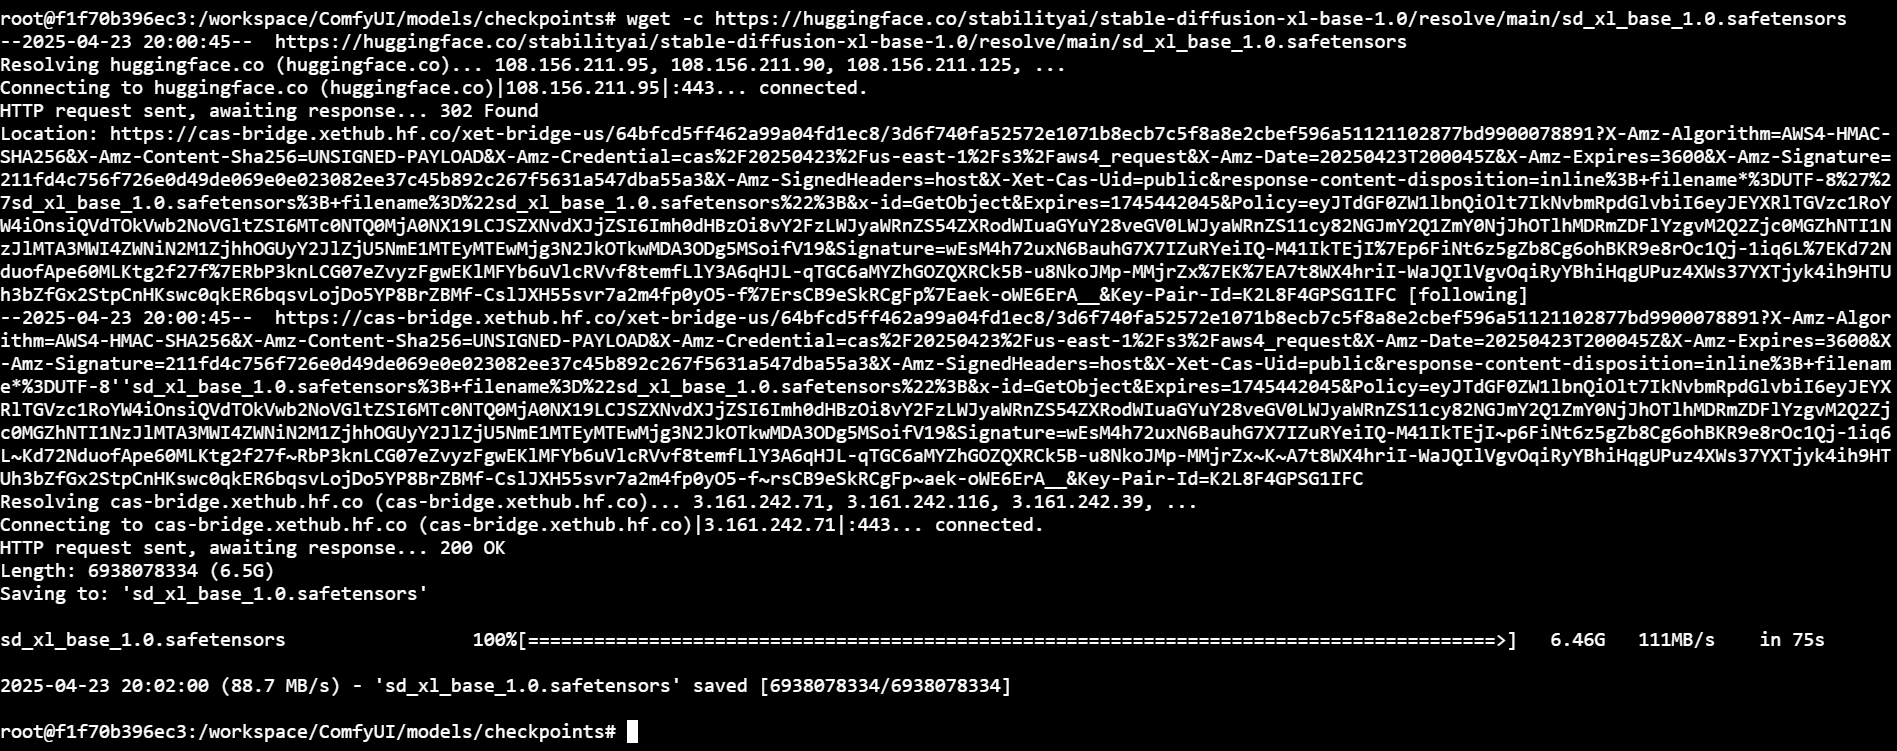 root@f1f70b396ec3:/workspace/ComfyUI/models/checkpoints# wget -c https://huggingface.co/stabilityai/stable-diffusion-xl-base-1.0/resolve/main/sd_xl_base_1.0.safetensors
--2025-04-23 20:00:45--  https://huggingface.co/stabilityai/stable-diffusion-xl-base-1.0/resolve/main/sd_xl_base_1.0.safetensors
Resolving huggingface.co (huggingface.co)... 108.156.211.95, 108.156.211.90, 108.156.211.125, ...
Connecting to huggingface.co (huggingface.co)|108.156.211.95|:443... connected.
HTTP request sent, awaiting response... 302 Found
Location: https://cas-bridge.xethub.hf.co/xet-bridge-us/64bfcd5ff462a99a04fd1ec8/3d6f740fa52572e1071b8ecb7c5f8a8e2cbef596a51121102877bd9900078891?X-Amz-Algorithm=AWS4-HMAC-
SHA256&X-Amz-Content-Sha256=UNSIGNED-PAYLOAD&X-Amz-Credential=cas%2F20250423%2Fus-east-1%2Fs3%2Faws4_request&X-Amz-Date=20250423T200045Z&X-Amz-Expires=3600&X-Amz-Signature=
211fd4c756f726e0d49de069e0e023082ee37c45b892c267f5631a547dba55a3&X-Amz-SignedHeaders=host&X-Xet-Cas-Uid=public&response-content-disposition=inline%3B+filename*%3DUTF-8%27%2
7sd_xl_base_1.0.safetensors%3B+filename%3D%22sd_xl_base_1.0.safetensors%22%3B&x-id=GetObject&Expires=1745442045&Policy=eyJTdGF0ZW1lbnQiOlt7IkNvbmRpdGlvbiI6eyJEYXRlTGVzc1RoY
W4iOnsiQVdTOkVwb2NoVGltZSI6MTc0NTQ0MjA0NX19LCJSZXNvdXJjZSI6Imh0dHBzOi8vY2FzLWJyaWRnZS54ZXRodWIuaGYuY28veGV0LWJyaWRnZS11cy82NGJmY2Q1ZmY0NjJhOTlhMDRmZDFlYzgvM2Q2Zjc0MGZhNTI1N
zJlMTA3MWI4ZWNiN2M1ZjhhOGUyY2JlZjU5NmE1MTEyMTEwMjg3N2JkOTkwMDA3ODg5MSoifV19&Signature=wEsM4h72uxN6BauhG7X7IZuRYeiIQ-M41IkTEjI%7Ep6FiNt6z5gZb8Cg6ohBKR9e8rOc1Qj-1iq6L%7EKd72N
duofApe60MLKtg2f27f%7ERbP3knLCG07eZvyzFgwEKlMFYb6uVlcRVvf8temfLlY3A6qHJL-qTGC6aMYZhGOZQXRCk5B-u8NkoJMp-MMjrZx%7EK%7EA7t8WX4hriI-WaJQIlVgvOqiRyYBhiHqgUPuz4XWs37YXTjyk4ih9HTU
h3bZfGx2StpCnHKswc0qkER6bqsvLojDo5YP8BrZBMf-CslJXH55svr7a2m4fp0yO5-f%7ErsCB9eSkRCgFp%7Eaek-oWE6ErA__&Key-Pair-Id=K2L8F4GPSG1IFC [following]
--2025-04-23 20:00:45--  https://cas-bridge.xethub.hf.co/xet-bridge-us/64bfcd5ff462a99a04fd1ec8/3d6f740fa52572e1071b8ecb7c5f8a8e2cbef596a51121102877bd9900078891?X-Amz-Algor
ithm=AWS4-HMAC-SHA256&X-Amz-Content-Sha256=UNSIGNED-PAYLOAD&X-Amz-Credential=cas%2F20250423%2Fus-east-1%2Fs3%2Faws4_request&X-Amz-Date=20250423T200045Z&X-Amz-Expires=3600&X
-Amz-Signature=211fd4c756f726e0d49de069e0e023082ee37c45b892c267f5631a547dba55a3&X-Amz-SignedHeaders=host&X-Xet-Cas-Uid=public&response-content-disposition=inline%3B+filenam
e*%3DUTF-8''sd_xl_base_1.0.safetensors%3B+filename%3D%22sd_xl_base_1.0.safetensors%22%3B&x-id=GetObject&Expires=1745442045&Policy=eyJTdGF0ZW1lbnQiOlt7IkNvbmRpdGlvbiI6eyJEYX
RlTGVzc1RoYW4iOnsiQVdTOkVwb2NoVGltZSI6MTc0NTQ0MjA0NX19LCJSZXNvdXJjZSI6Imh0dHBzOi8vY2FzLWJyaWRnZS54ZXRodWIuaGYuY28veGV0LWJyaWRnZS11cy82NGJmY2Q1ZmY0NjJhOTlhMDRmZDFlYzgvM2Q2Zj
c0MGZhNTI1NzJlMTA3MWI4ZWNiN2M1ZjhhOGUyY2JlZjU5NmE1MTEyMTEwMjg3N2JkOTkwMDA3ODg5MSoifV19&Signature=wEsM4h72uxN6BauhG7X7IZuRYeiIQ-M41IkTEjI~p6FiNt6z5gZb8Cg6ohBKR9e8rOc1Qj-1iq6
L~Kd72NduofApe60MLKtg2f27f~RbP3knLCG07eZvyzFgwEKlMFYb6uVlcRVvf8temfLlY3A6qHJL-qTGC6aMYZhGOZQXRCk5B-u8NkoJMp-MMjrZx~K~A7t8WX4hriI-WaJQIlVgvOqiRyYBhiHqgUPuz4XWs37YXTjyk4ih9HT
Uh3bZfGx2StpCnHKswc0qkER6bqsvLojDo5YP8BrZBMf-CslJXH55svr7a2m4fp0yO5-f~rsCB9eSkRCgFp~aek-oWE6ErA__&Key-Pair-Id=K2L8F4GPSG1IFC
Resolving cas-bridge.xethub.hf.co (cas-bridge.xethub.hf.co)... 3.161.242.71, 3.161.242.116, 3.161.242.39, ...
Connecting to cas-bridge.xethub.hf.co (cas-bridge.xethub.hf.co)|3.161.242.71|:443... connected.
HTTP request sent, awaiting response... 200 OK
Length: 6938078334 (6.5G)
Saving to: 'sd_xl_base_1.0.safetensors'
sd_xl_base_1.0.safetensors                 100%[========================================================================================>]   6.46G   111MB/s    in 75s
2025-04-23 20:02:00 (88.7 MB/s) - 'sd_xl_base_1.0.safetensors' saved [6938078334/6938078334]
root@f1f70b396ec3:/workspace/ComfyUI/models/checkpoints#